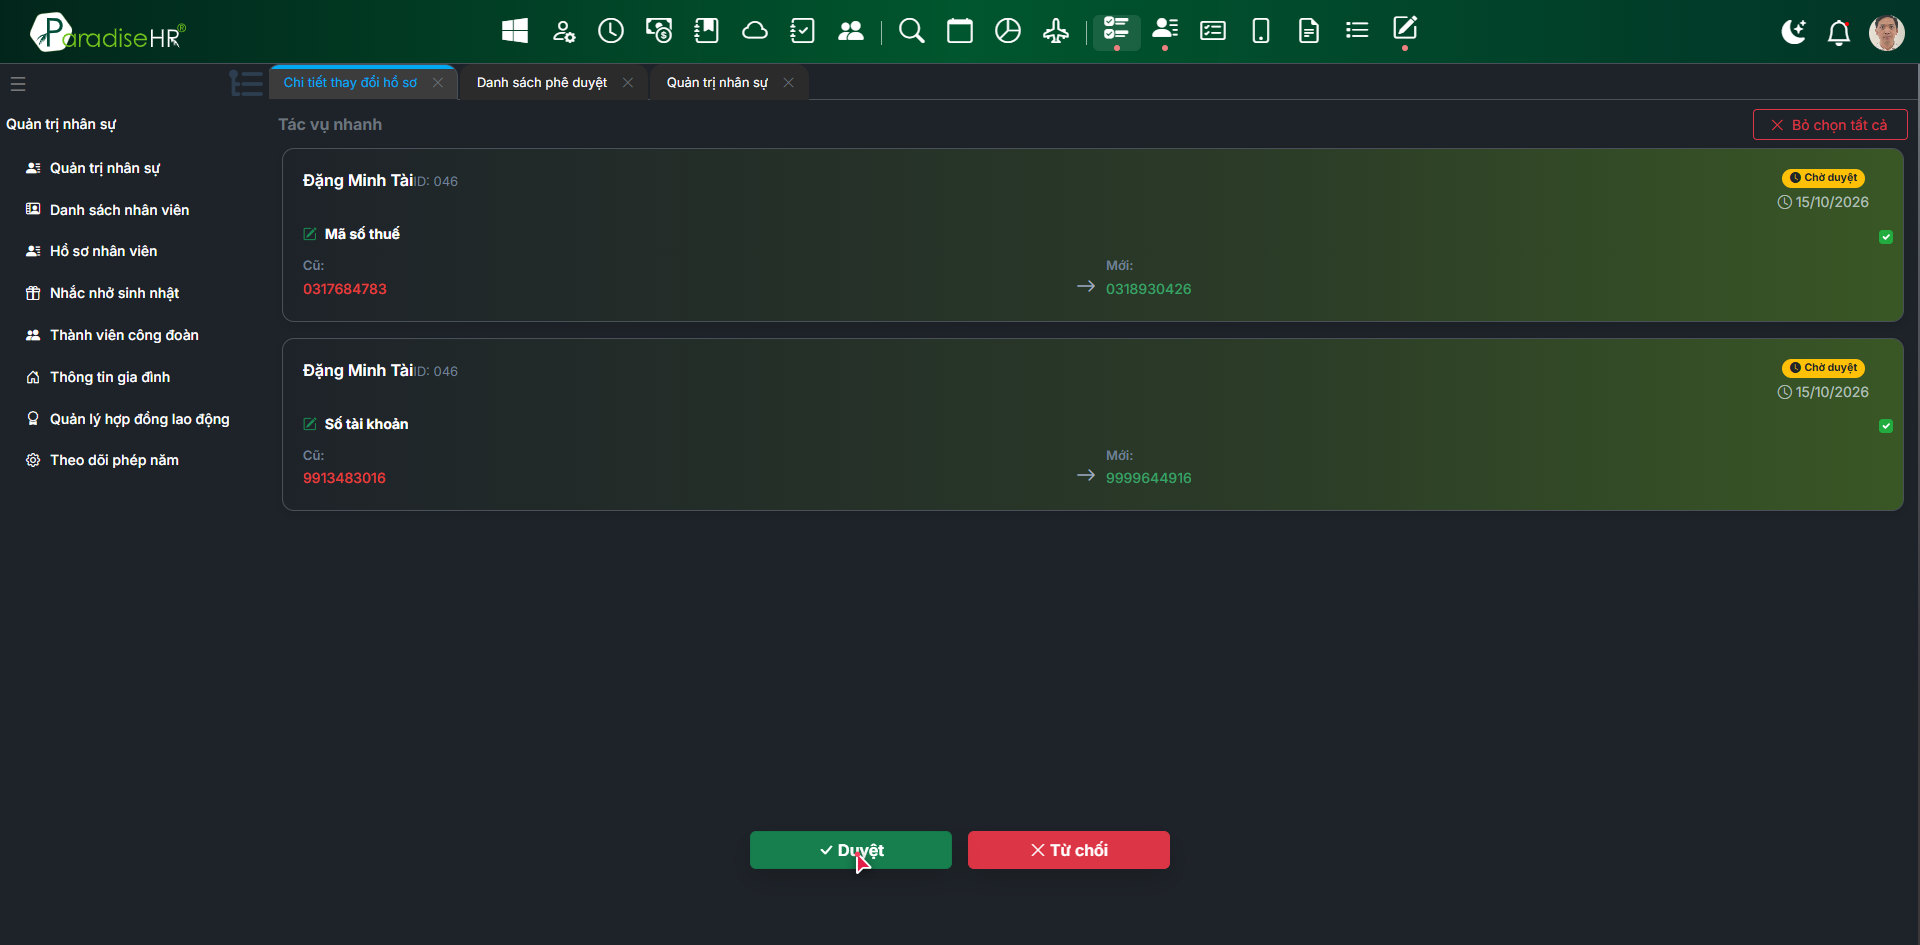 ParadiseHR®
Chi tiết thay đổi hồ sơ
Danh sách phê duyệt
Quản trị nhân sự
Quản trị nhân sự
Quản trị nhân sự
Danh sách nhân viên
Hồ sơ nhân viên
Nhắc nhở sinh nhật
Thành viên công đoàn
Thông tin gia đình
Quản lý hợp đồng lao động
Theo dõi phép năm
Tác vụ nhanh
Bỏ chọn tất cả
Đặng Minh Tài ID: 046
Chờ duyệt
15/10/2026
Mã số thuế
Cũ:
0317684783
Mới:
0318930426
Đặng Minh Tài ID: 046
Chờ duyệt
15/10/2026
Số tài khoản
Cũ:
9913483016
Mới:
9999644916
Duyệt
Từ chối